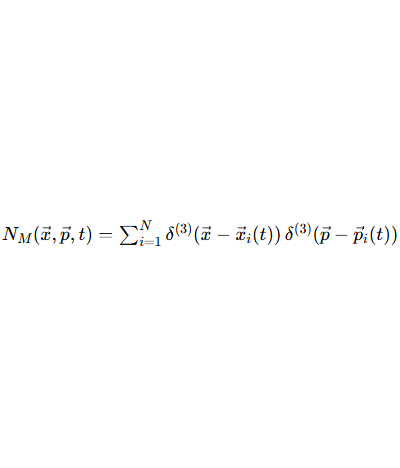 $N_M(\vec{x}, \vec{p}, t) = \sum_{i=1}^{N} \delta^{(3)}(\vec{x} - \vec{x}_i(t)) \, \delta^{(3)}(\vec{p} - \vec{p}_i(t))$